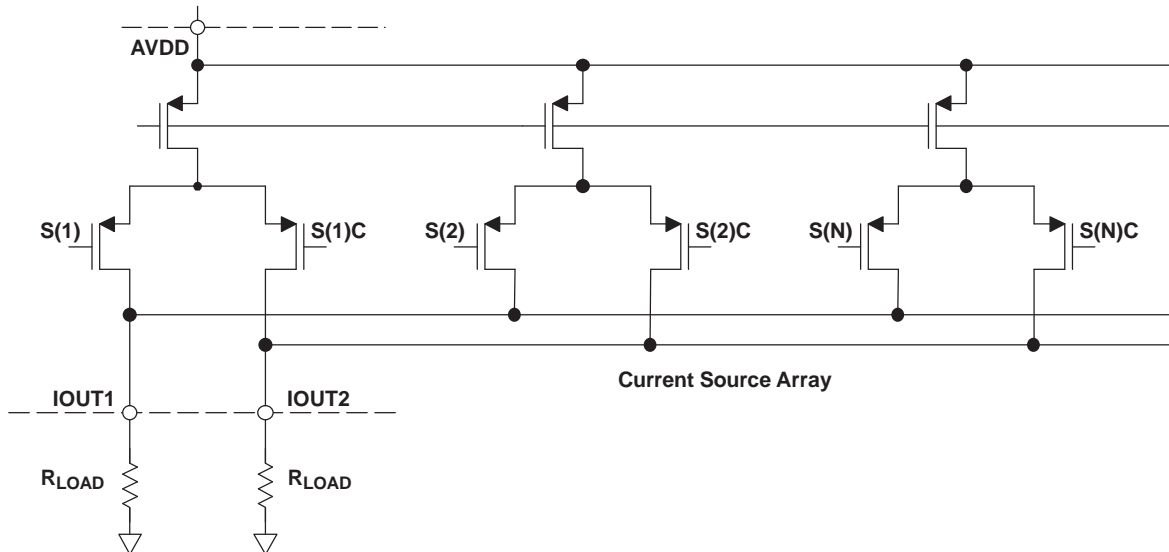 AVDD
S(1)
S(1)C
S(2)
S(2)C
S(N)
S(N)C
Current Source Array
IOUT1
IOUT2
RLOAD
RLOAD